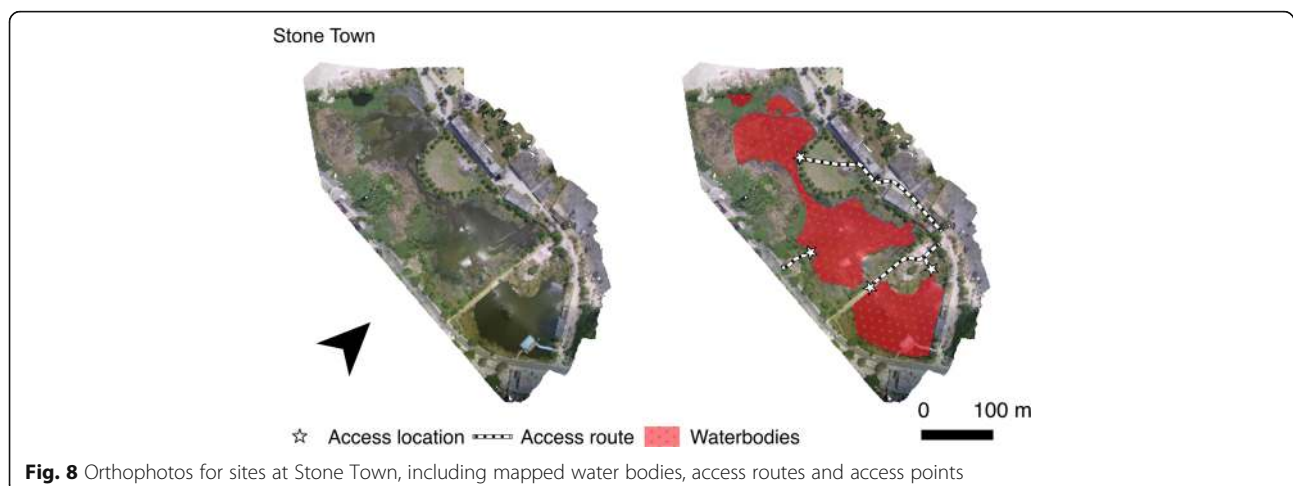 Stone Town
0 100 m
Access location Access route Waterbodies
Fig. 8 Orthophotos for sites at Stone Town, including mapped water bodies, access routes and access points